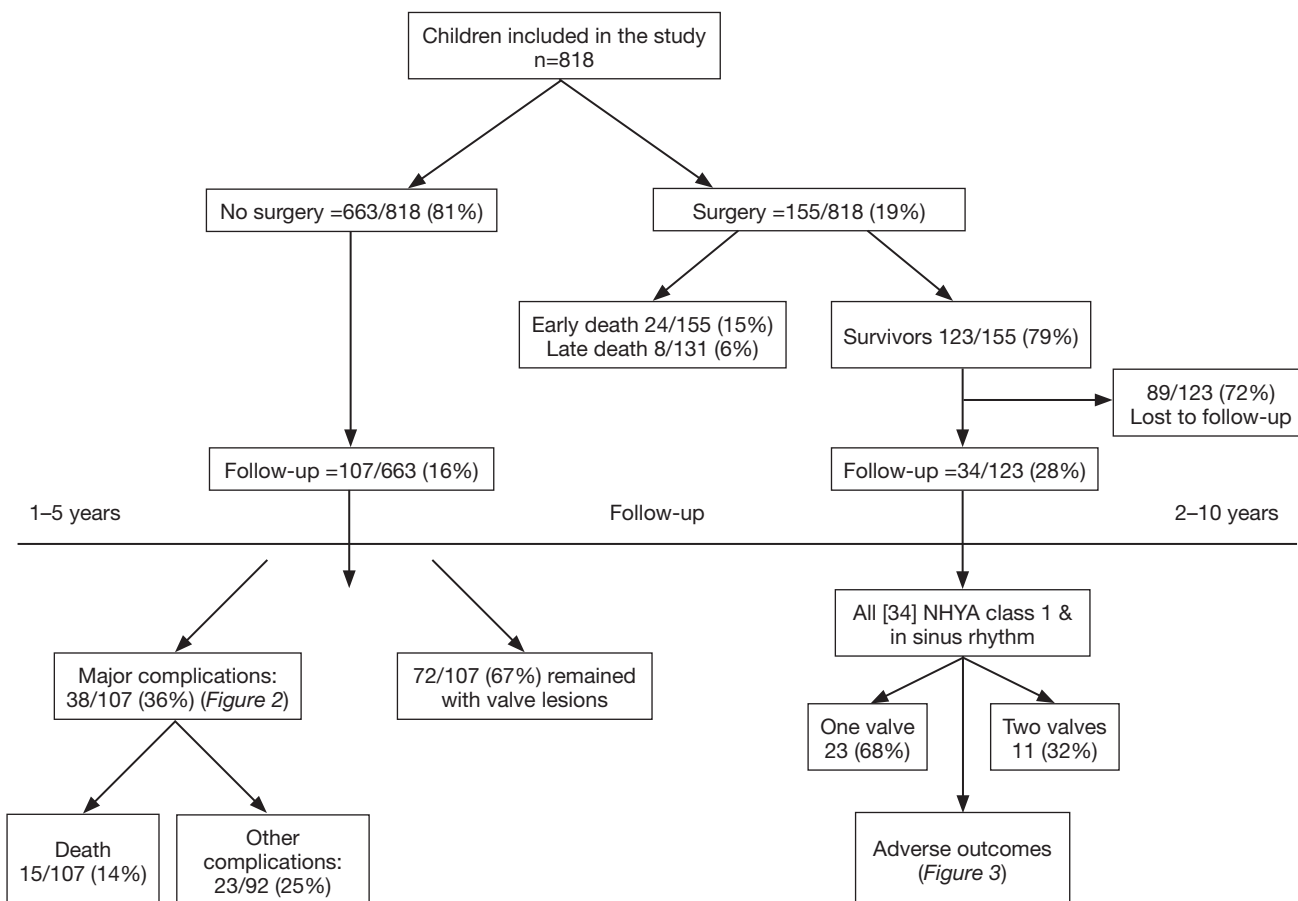 Children included in the study
n=818
No surgery =663/818 (81%)
Surgery =155/818 (19%)
Early death 24/155 (15%)
Late death 8/131 (6%)
Survivors 123/155 (79%)
89/123 (72%)
Lost to follow-up
Follow-up =107/663 (16%)
Follow-up =34/123 (28%)
1–5 years
Follow-up
2–10 years
Major complications:
38/107 (36%) (Figure 2)
72/107 (67%) remained
with valve lesions
All [34] NHYA class 1 &
in sinus rhythm
One valve
23 (68%)
Two valves
11 (32%)
Death
15/107 (14%)
Other
complications:
23/92 (25%)
Adverse outcomes
(Figure 3)